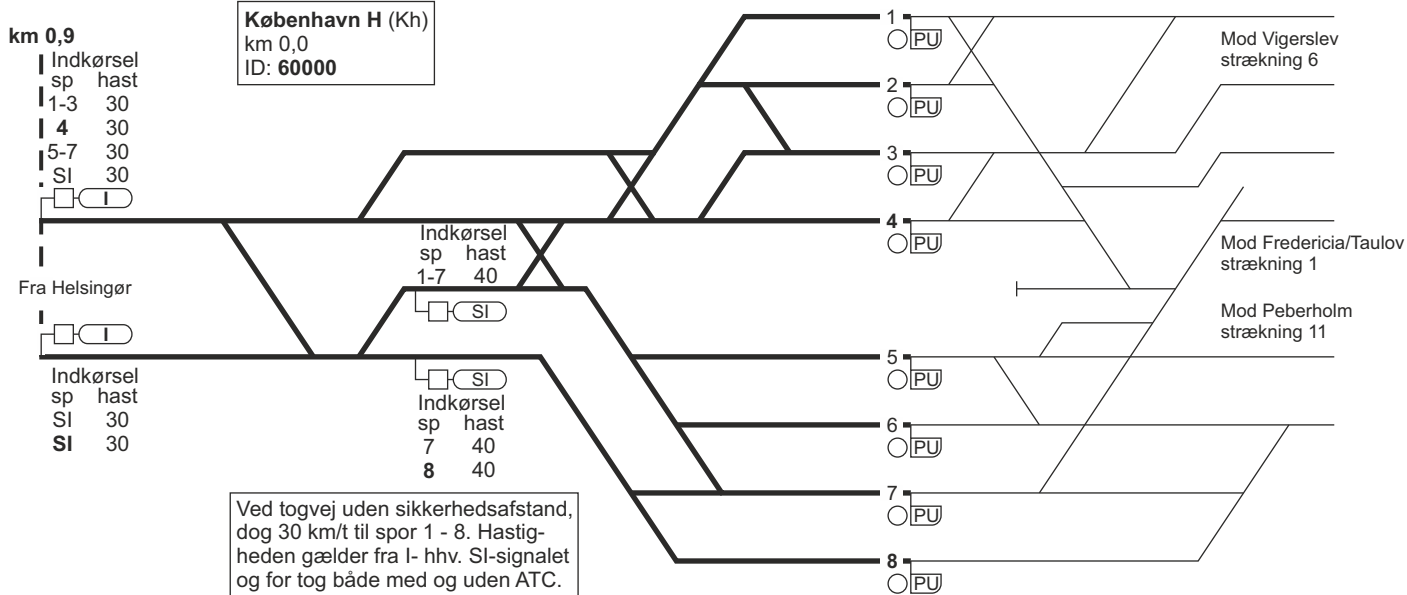 København H (Kh)
km 0,0
ID: 60000
km 0,9
Indkørsel
sp hast
1-3 30
4 30
5-7 30
SI 30
I
Fra Helsingør
I
Indkørsel
sp hast
SI 30
SI 30
Indkørsel
sp hast
1-7 40
SI
SI
Indkørsel
sp hast
7 40
8 40
Ved togvej uden sikkerhedsafstand,
dog 30 km/t til spor 1 - 8. Hastig-
heden gælder fra I- hhv. SI-signalet
og for tog både med og uden ATC.
1
PU
2
PU
3
PU
4
PU
5
PU
6
PU
7
PU
8
PU
Mod Vigerslev
strækning 6
Mod Fredericia/Taulov
strækning 1
Mod Peberholm
strækning 11